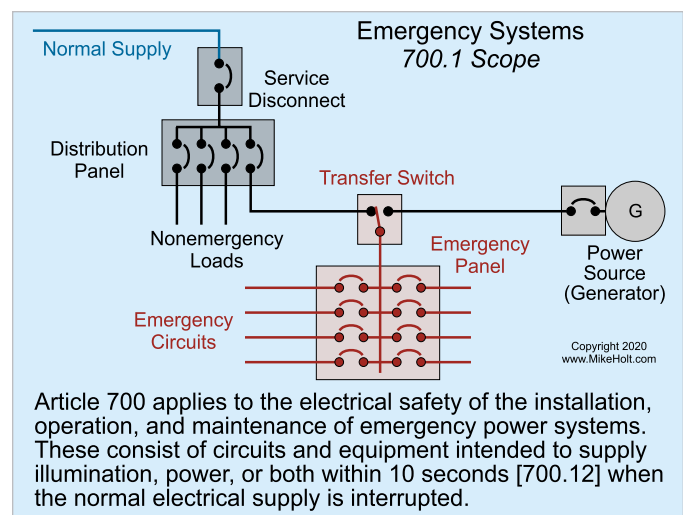 Emergency Systems
700.1 Scope
Normal Supply
Service
Disconnect
Distribution
Panel
Transfer Switch
G
Nonemergency
Loads
Emergency
Panel
Power
Source
(Generator)
Emergency
Circuits
Copyright 2020
www.MikeHolt.com
Article 700 applies to the electrical safety of the installation,
operation, and maintenance of emergency power systems.
These consist of circuits and equipment intended to supply
illumination, power, or both within 10 seconds [700.12] when
the normal electrical supply is interrupted.